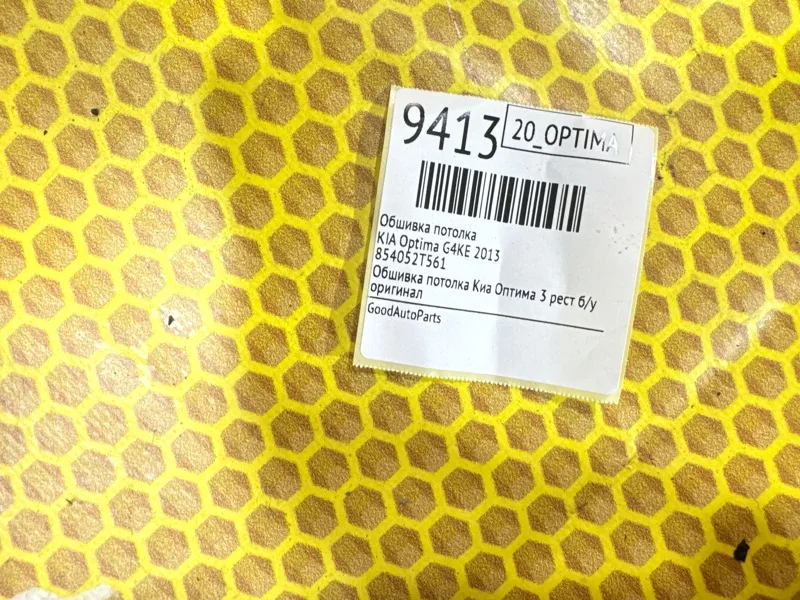 9413
20_OPTIMA
Обшивка потолка
KIA Optima G4KE 2013
854052T561
Обшивка потолка Киа Оптима 3 рест б/у
оригинал
GoodAutoParts